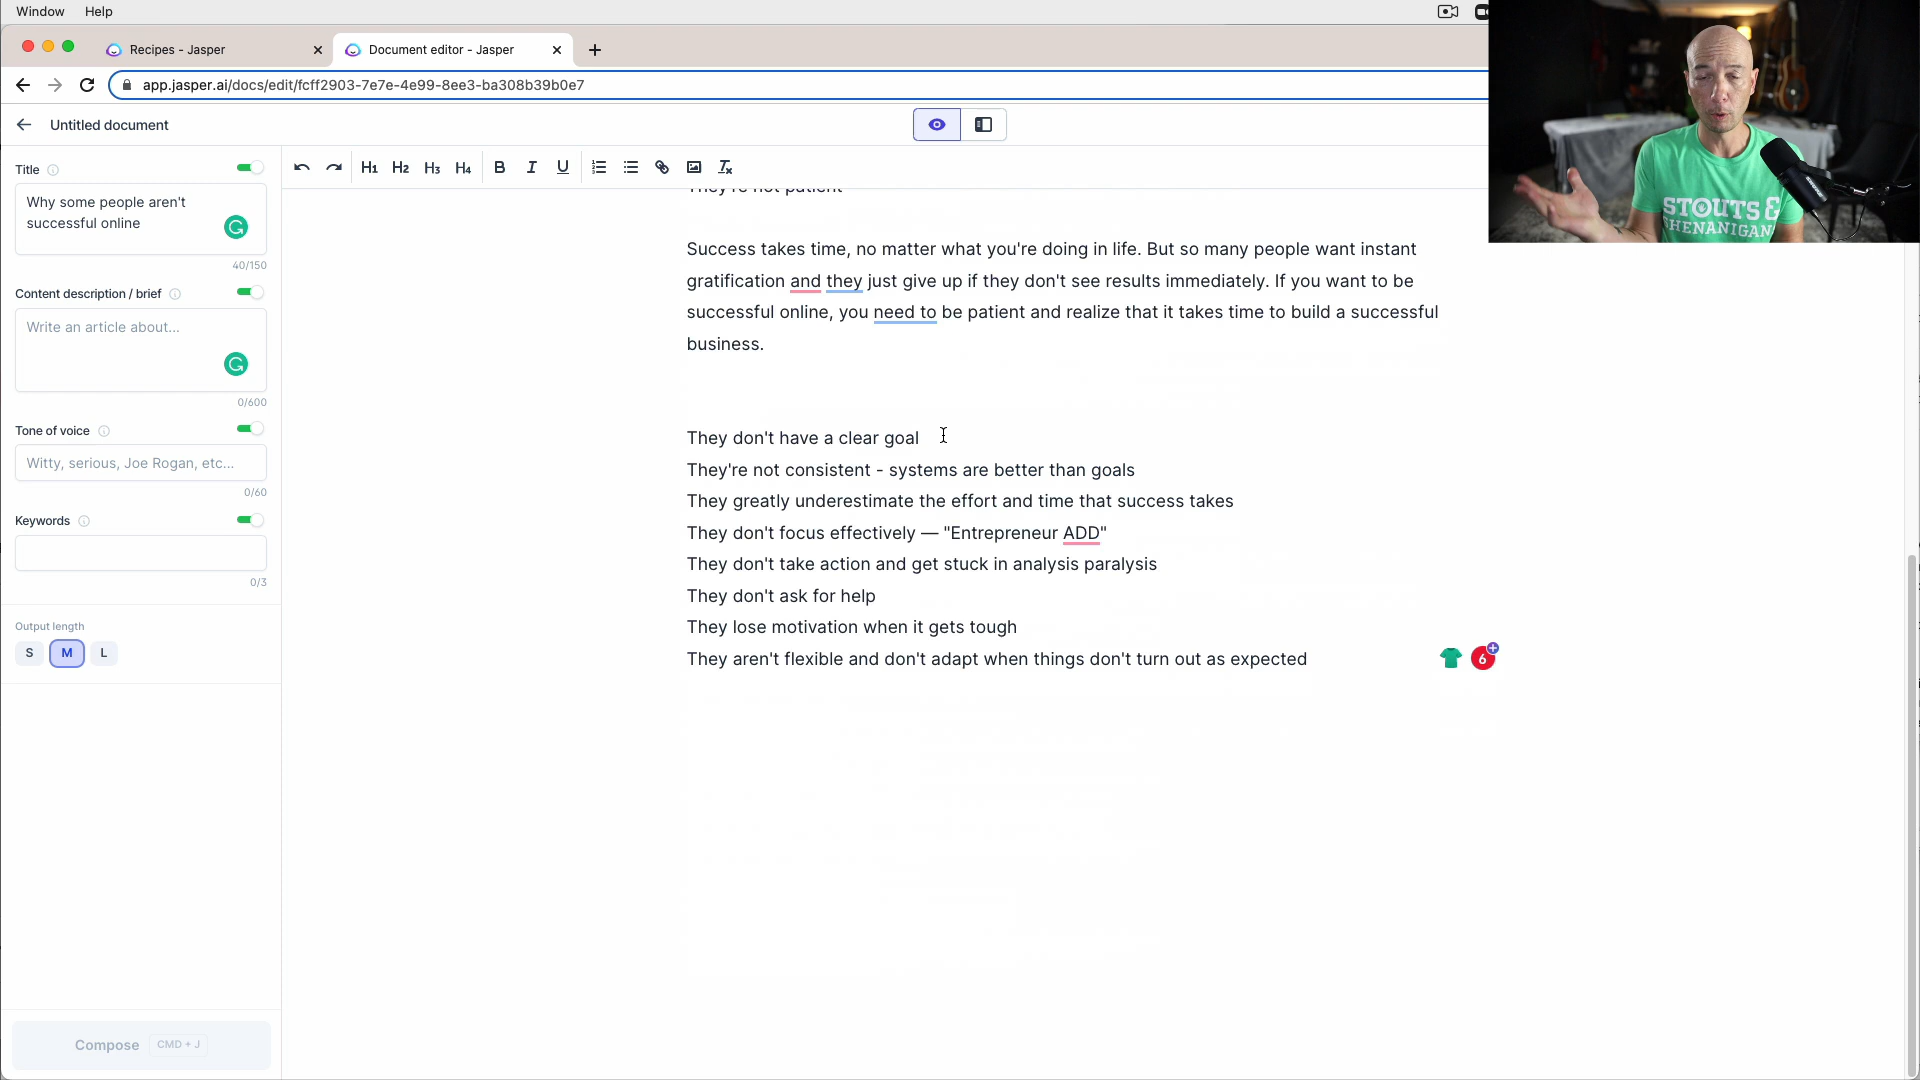 Window Help
Recipes - Jasper
Document editor - Jasper
app.jasper.ai/docs/edit/fcff2903-7e7e-4e99-8ee3-ba308b39b0e7
Untitled document
Title
Why some people aren't
successful online
40/150
Content description / brief
Write an article about...
0/600
Tone of voice
Witty, serious, Joe Rogan, etc...
0/60
Keywords
0/3
Output length
S M L
Compose CMD + J
H1 H2 H3 H4 B I U
They're not patient
Success takes time, no matter what you're doing in life. But so many people want instant
gratification and they just give up if they don't see results immediately. If you want to be
successful online, you need to be patient and realize that it takes time to build a successful
business.
They don't have a clear goal
They're not consistent - systems are better than goals
They greatly underestimate the effort and time that success takes
They don't focus effectively — "Entrepreneur ADD"
They don't take action and get stuck in analysis paralysis
They don't ask for help
They lose motivation when it gets tough
They aren't flexible and don't adapt when things don't turn out as expected
6
STOUTS &
SHENANIGANS